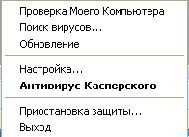 Проверка Моего Компьютера
Поиск вирусов...
Обновление
Настройка...
Антивирус Касперского
Приостановка защиты...
Выход